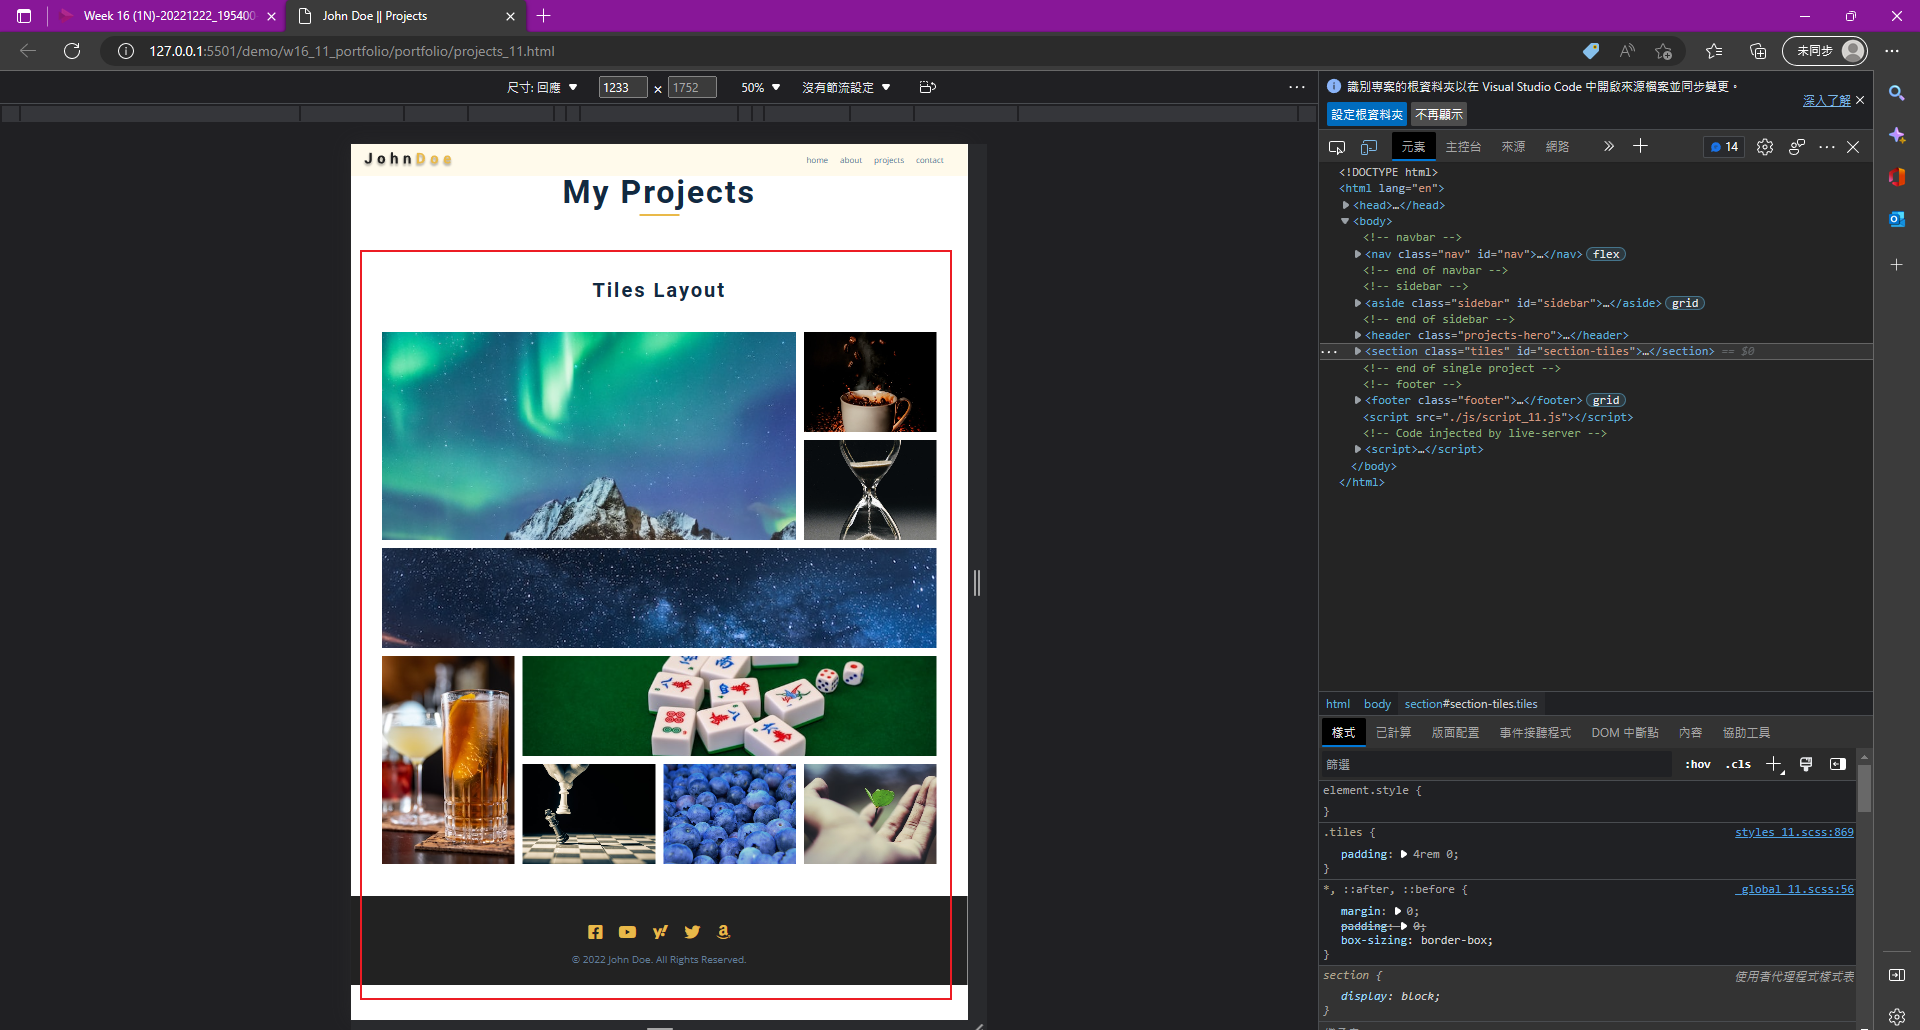 Week 16 (1N)-20221222_195400
John Doe || Projects
127.0.0.1:5501/demo/w16_11_portfolio/portfolio/projects_11.html
未同步
尺寸: 回應 1233 × 1752 50% 沒有節流設定
JohnDoe
home about projects contact
My Projects
Tiles Layout
© 2022 John Doe. All Rights Reserved.
識別專案的根資料夾以在 Visual Studio Code 中開啟來源檔案並同步變更。
深入了解
設定根資料夾 不再顯示
元素 主控台 來源 網路 14
<!DOCTYPE html>
<html lang="en">
<head>…</head>
<body>
<!-- navbar -->
<nav class="nav" id="nav">…</nav> flex
<!-- end of navbar -->
<!-- sidebar -->
<aside class="sidebar" id="sidebar">…</aside> grid
<!-- end of sidebar -->
<header class="projects-hero">…</header>
<section class="tiles" id="section-tiles">…</section> == $0
<!-- end of single project -->
<!-- footer -->
<footer class="footer">…</footer> grid
<script src="./js/script_11.js"></script>
<!-- Code injected by live-server -->
<script>…</script>
</body>
</html>
html body section#section-tiles.tiles
樣式 已計算 版面配置 事件接聽程式 DOM 中斷點 內容 協助工具
篩選 :hov .cls
element.style {
}
.tiles { styles_11.scss:869
padding: 4rem 0;
}
*, ::after, ::before { _global_11.scss:56
margin: 0;
padding: 0;
box-sizing: border-box;
}
section { 使用者代理程式樣式表
display: block;
}